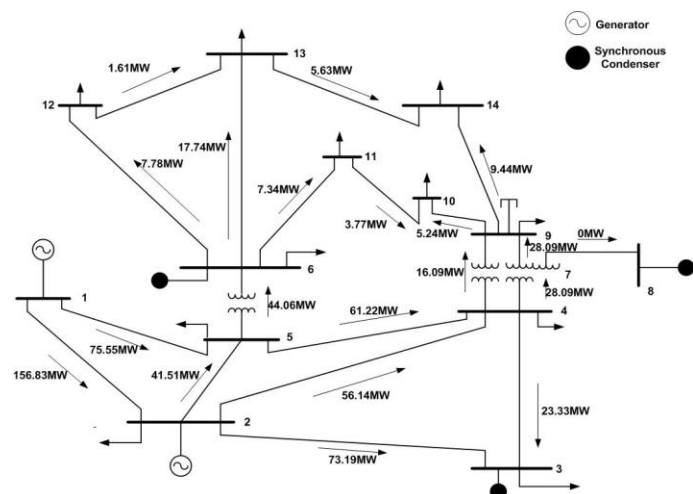 Generator
Synchronous
Condenser
13
1.61MW
5.63MW
12
14
17.74MW
11
9.44MW
7.78MW
7.34MW
10
3.77MW
5.24MW
9
0MW
28.09MW
6
16.09MW
7
8
1
44.06MW
28.09MW
61.22MW
4
5
75.55MW
156.83MW
41.51MW
56.14MW
23.33MW
2
73.19MW
3